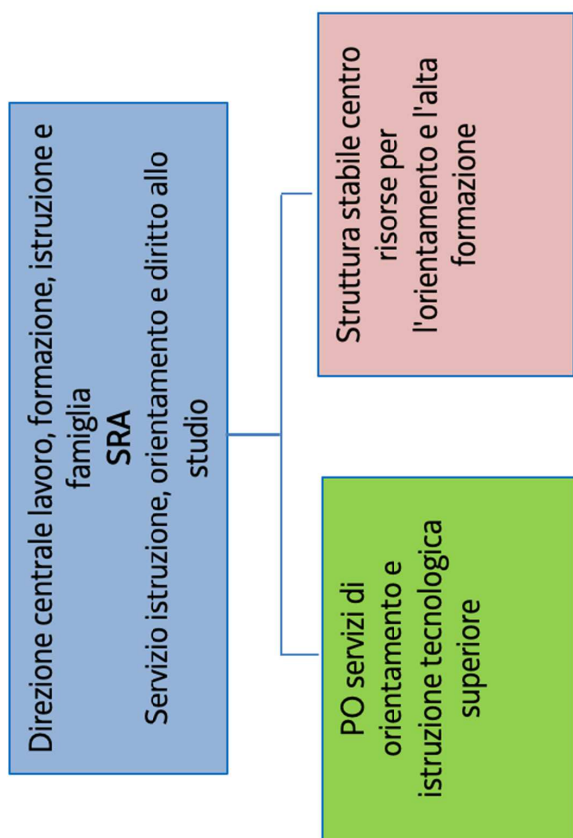 Direzione centrale lavoro, formazione, istruzione e
famiglia
SRA
Servizio istruzione, orientamento e diritto allo
studio
PO servizi di
orientamento e
istruzione tecnologica
superiore
Struttura stabile centro
risorse per
l'orientamento e l'alta
formazione